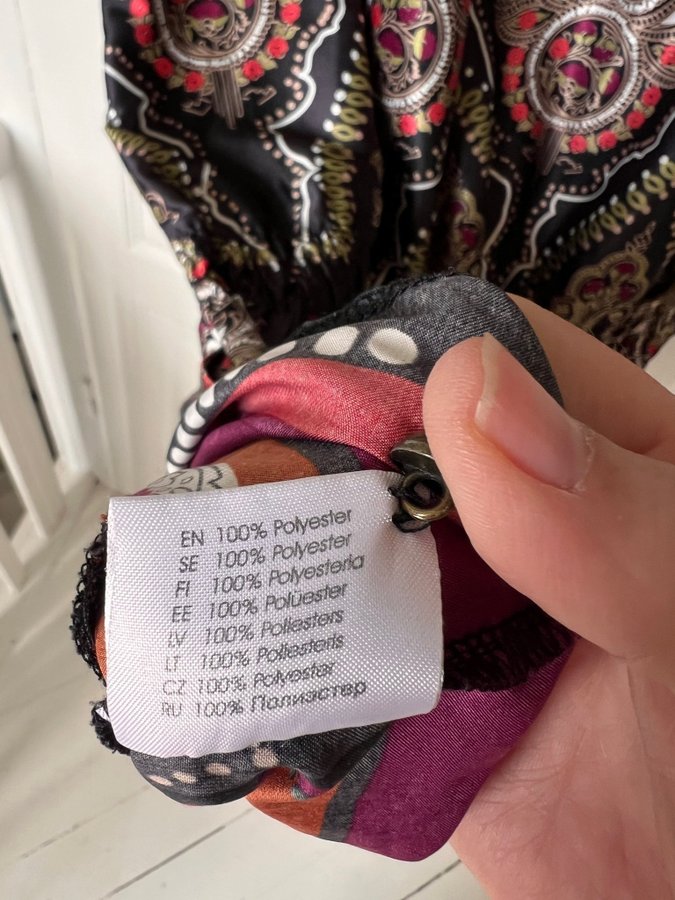 EN 100% Polyester
SE 100% Polyester
FI 100% Polyesteria
EE 100% Polüester
LV 100% Poliesters
LT 100% Poliesteris
CZ 100% Polyester
RU 100% Полиэстер